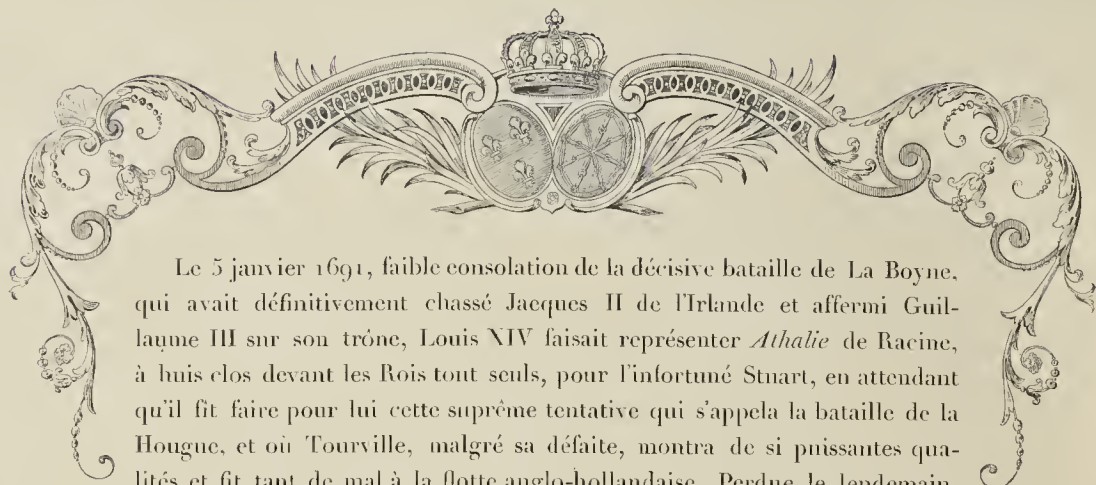 Le 5 janvier 1691, faible consolation de la décisive bataille de La Boyne,
qui avait définitivement chassé Jacques II de l'Irlande et affermi Guil-
laume III sur son trône, Louis XIV faisait représenter Athalie de Racine,
à huis clos devant les Rois tout seuls, pour l'infortuné Stuart, en attendant
qu'il fit faire pour lui cette suprême tentative qui s'appela la bataille de la
Hougue, et où Tourville, malgré sa défaite, montra de si puissantes qua-
lités et fit tant de mal à la flotte anglo-hollandaise. Perdue le lendemain,